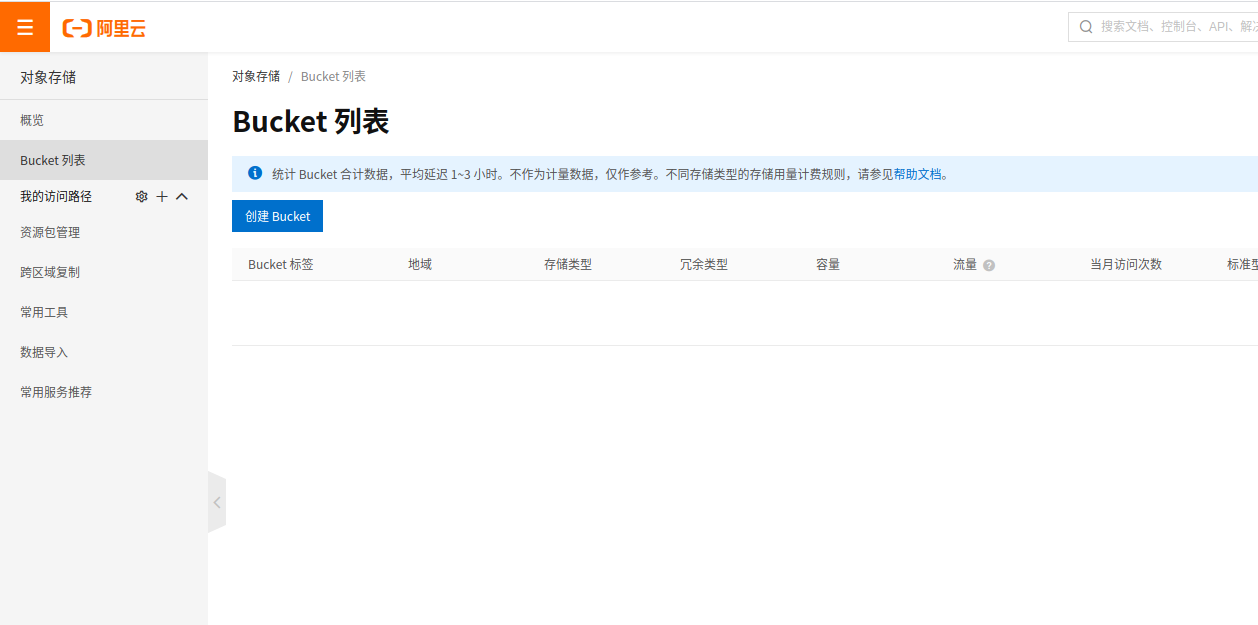 阿里云
搜索文档、控制台、API、解
对象存储
概览
Bucket 列表
我的访问路径
资源包管理
跨区域复制
常用工具
数据导入
常用服务推荐
对象存储 / Bucket 列表
Bucket 列表
统计 Bucket 合计数据，平均延迟 1~3 小时。不作为计量数据，仅作参考。不同存储类型的存储用量计费规则，请参见帮助文档。
创建 Bucket
Bucket 标签 地域 存储类型 冗余类型 容量 流量 ? 当月访问次数 标准